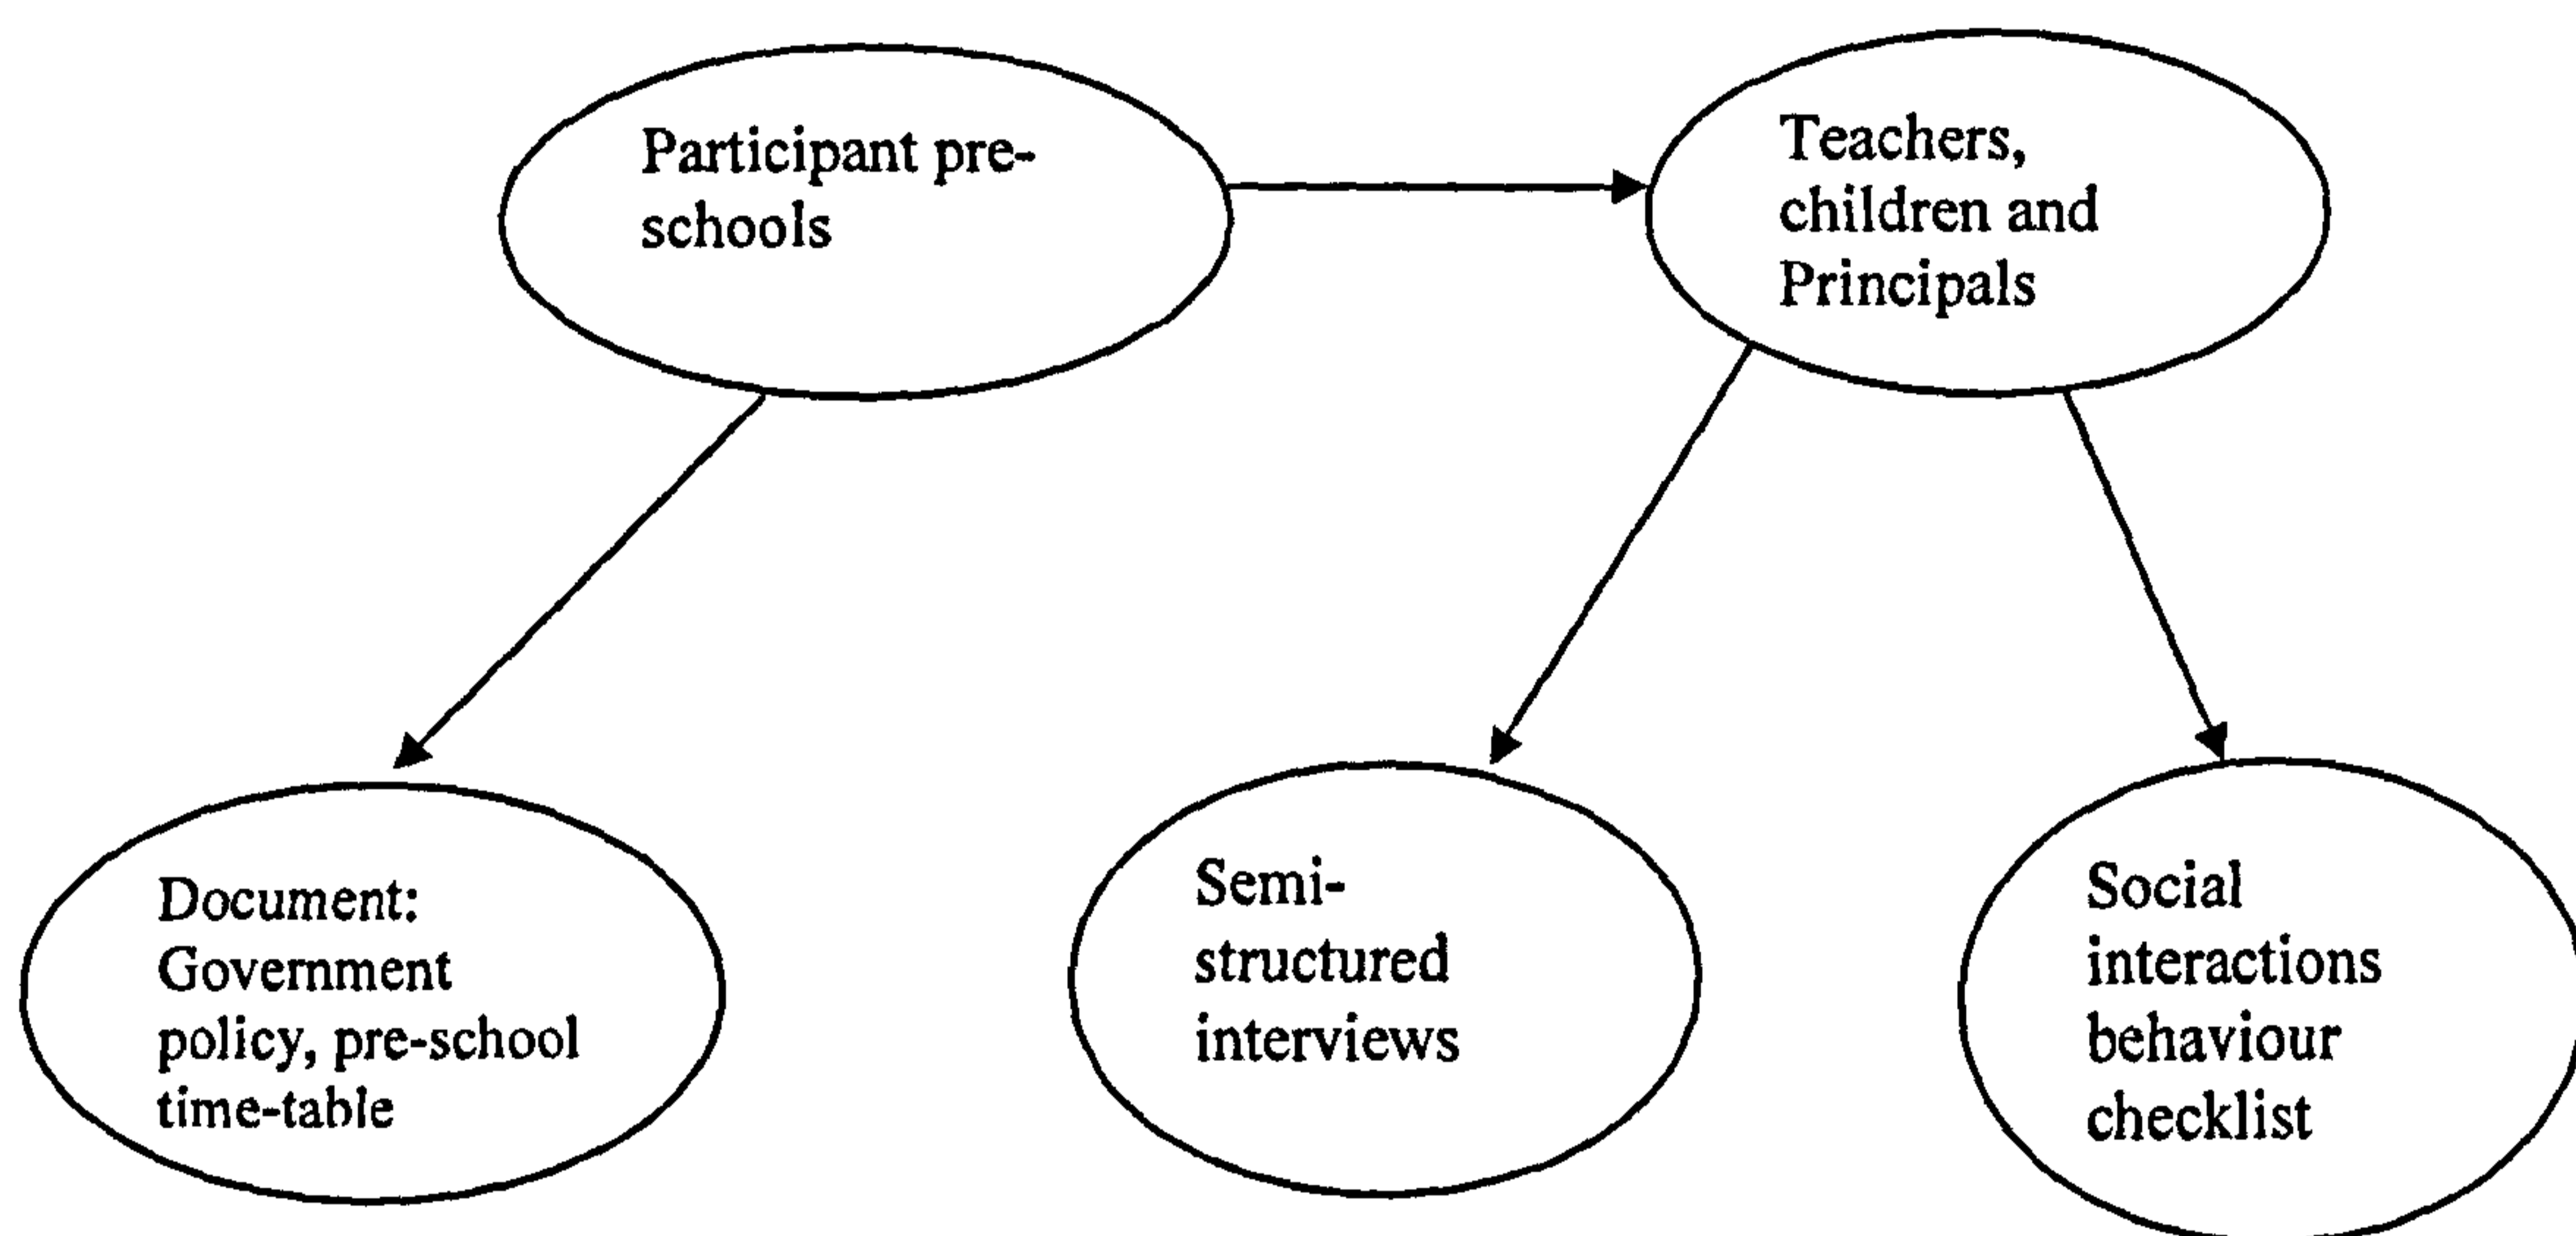 Participant pre-
schools
Teachers,
children and
Principals
Document:
Government
policy, pre-school
time-table
Semi-
structured
interviews
Social
interactions
behaviour
checklist